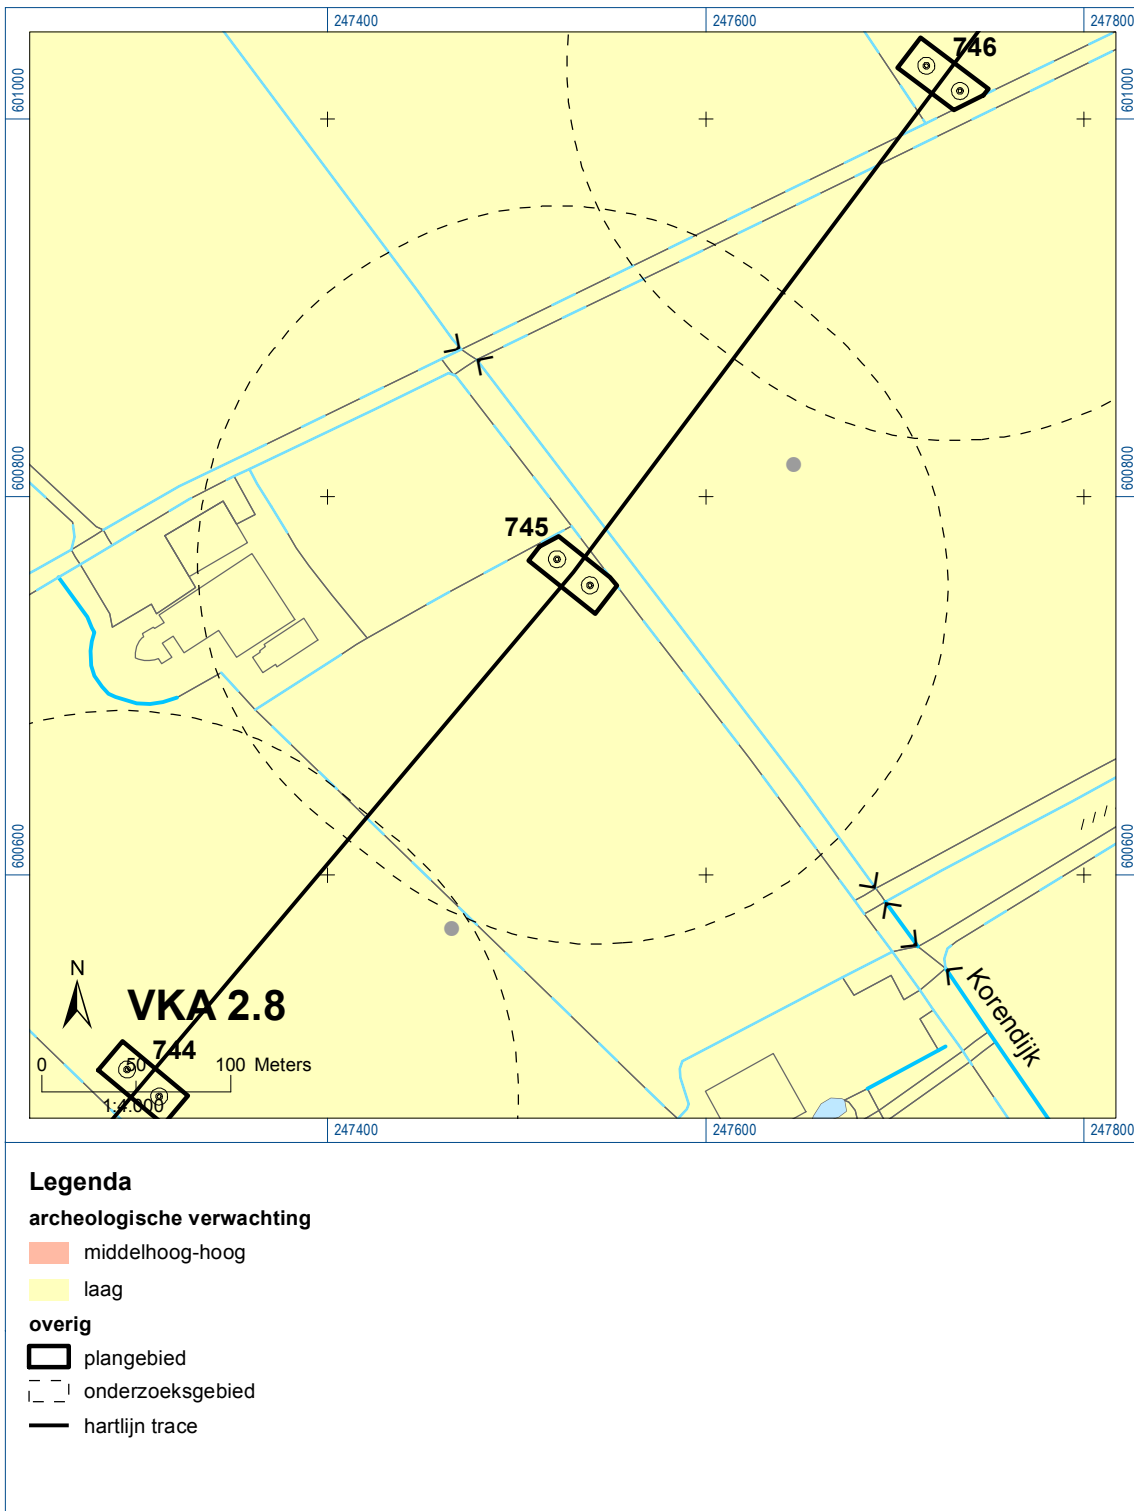 247400
247600
247800
601000
601000
746
600800
600800
745
600600
600600
Korendijk
N
VKA 2.8
744
0
50
100 Meters
1:4.000
247400
247600
247800
Legenda
archeologische verwachting
middelhoog-hoog
laag
overig
plangebied
onderzoeksgebied
hartlijn trace